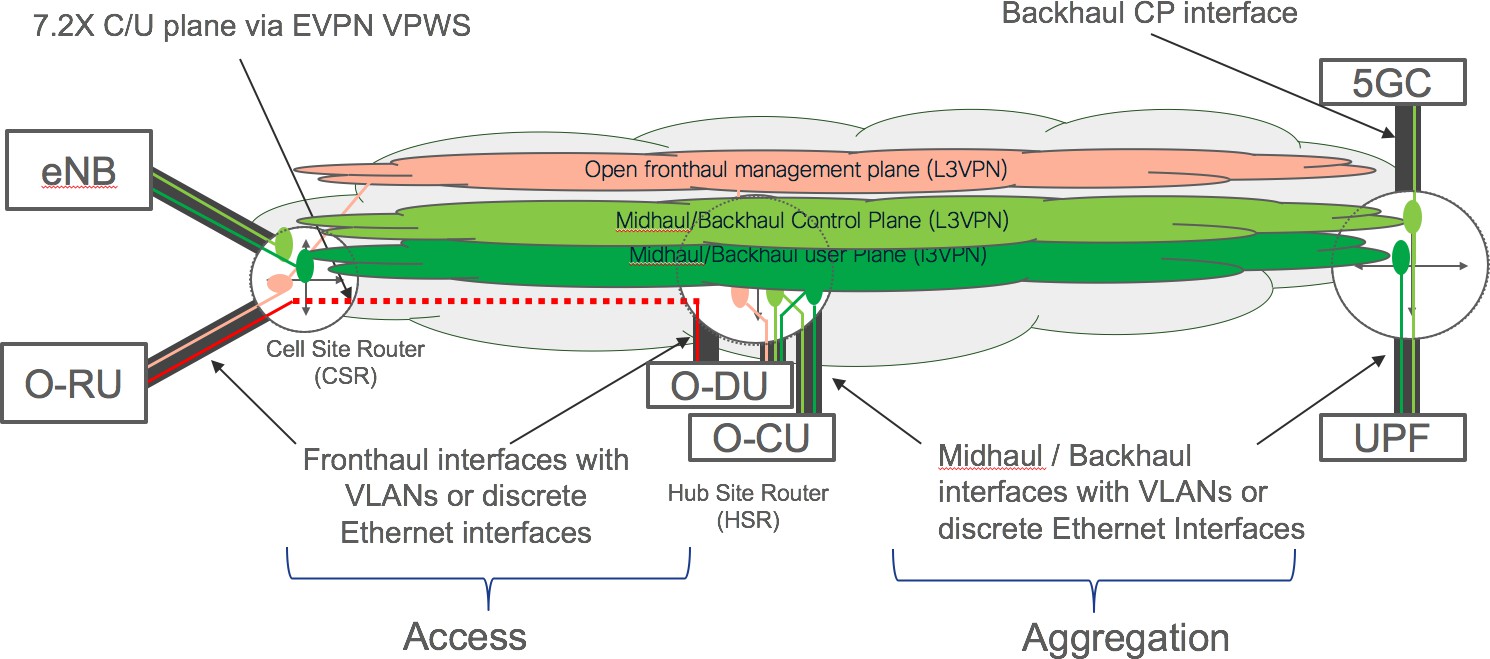 7.2X C/U plane via EVPN VPWS
Backhaul CP interface
5GC
eNB
Open fronthaul management plane (L3VPN)
Midhaul/Backhaul Control Plane (L3VPN)
Midhaul/Backhaul user Plane (l3VPN)
Cell Site Router
(CSR)
O-RU
O-DU
O-CU
UPF
Fronthaul interfaces with
VLANs or discrete
Ethernet interfaces
Hub Site Router
(HSR)
Midhaul / Backhaul
interfaces with VLANs or
discrete Ethernet Interfaces
Access
Aggregation